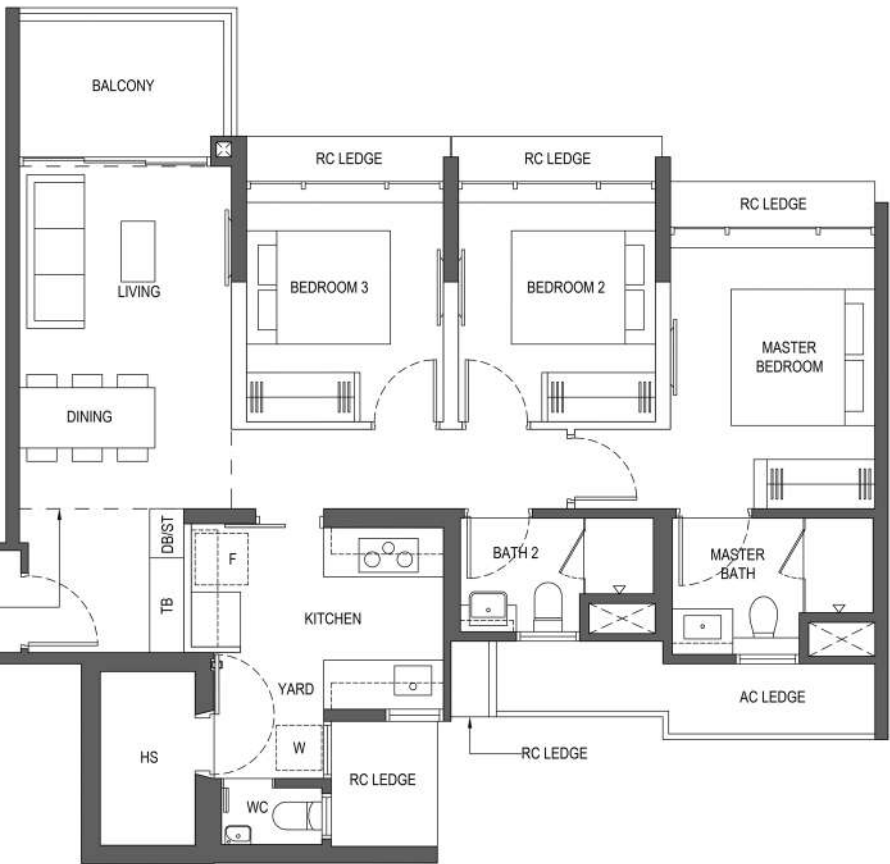 BALCONY
RC LEDGE
RC LEDGE
RC LEDGE
LIVING
BEDROOM 3
BEDROOM 2
MASTER
BEDROOM
DINING
DB/ST
F
BATH 2
MASTER
BATH
TB
KITCHEN
YARD
AC LEDGE
HS
W
RC LEDGE
RC LEDGE
WC